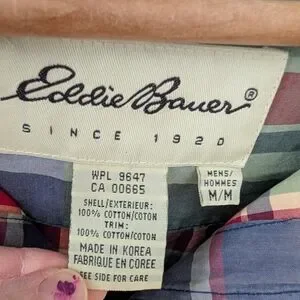 Eddie Bauer®
SINCE 1920
WPL 9647
CA 00665
SHELL/EXTERIEUR:
100% COTTON/COTON
TRIM:
100% COTTON/COTON
MADE IN KOREA
FABRIQUE EN COREE
SEE SIDE FOR CARE
MENS/
HOMMES
M/M